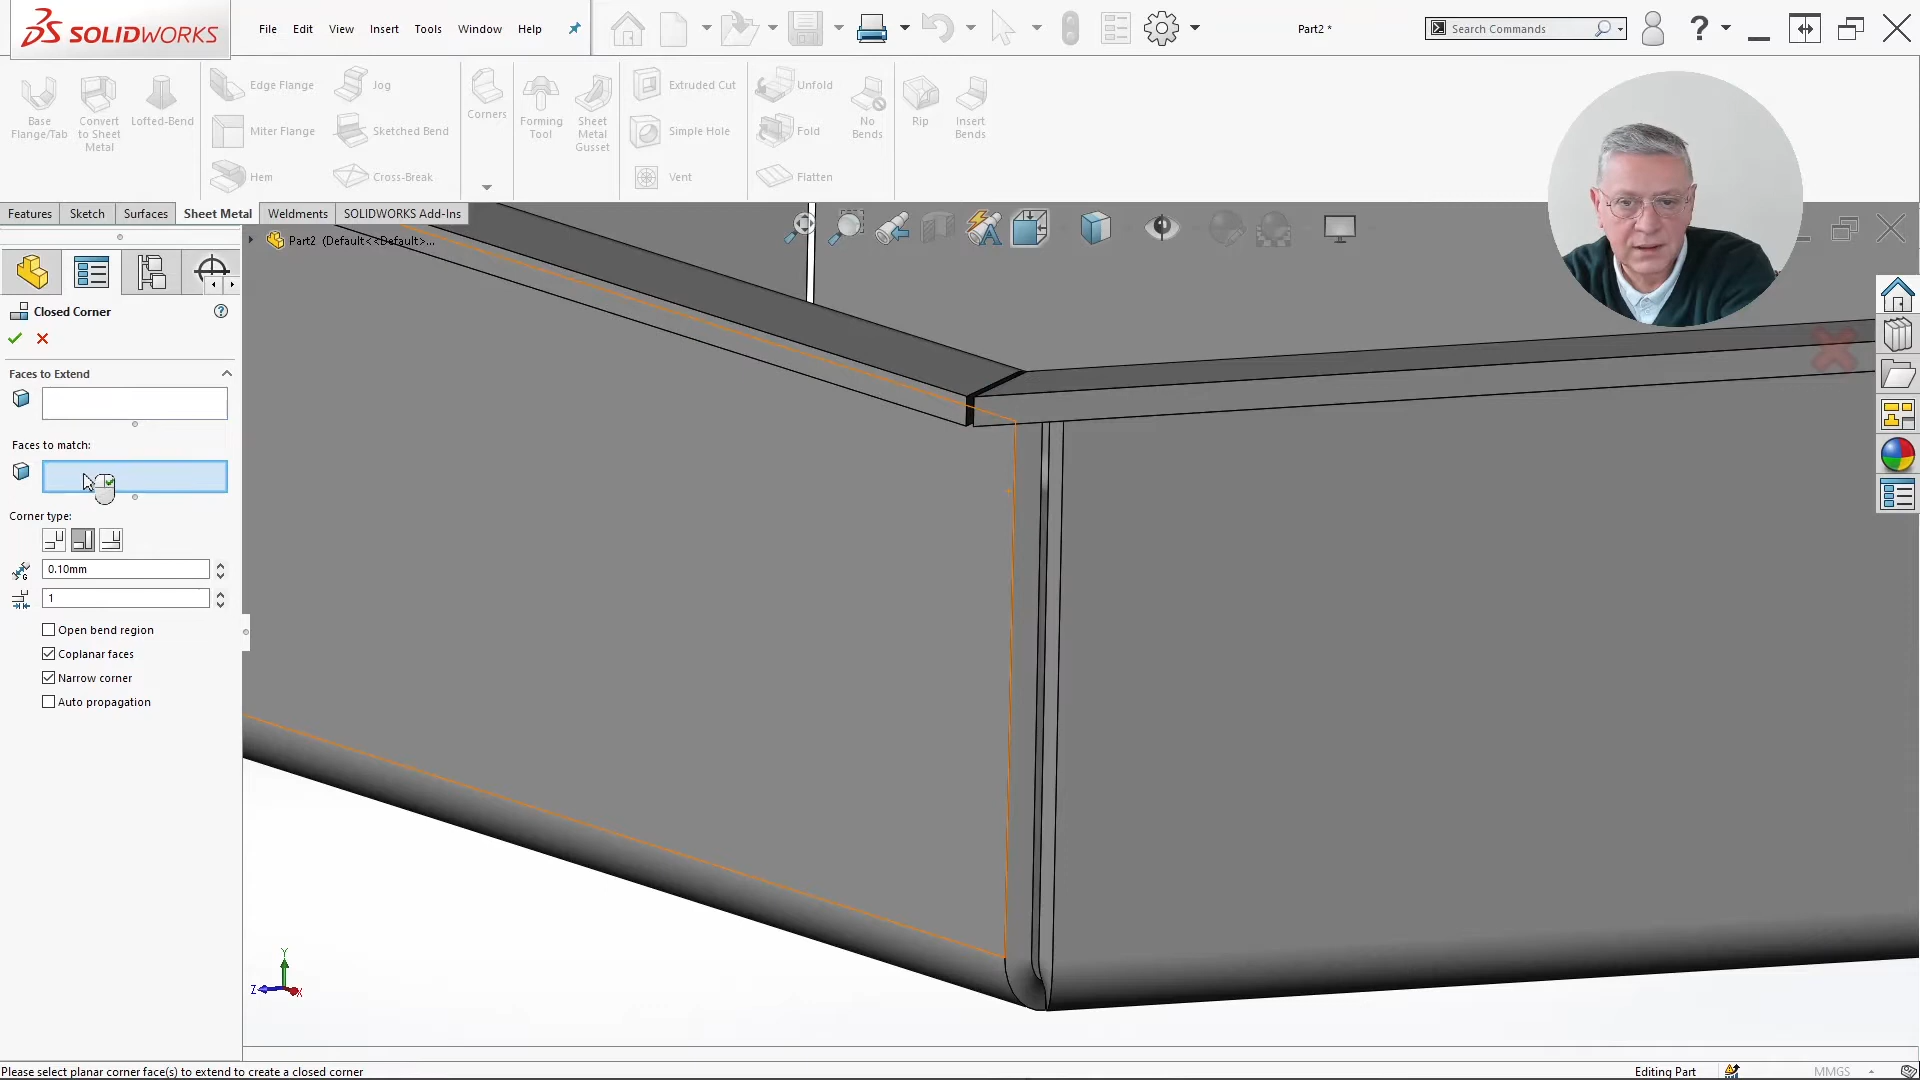 SOLIDWORKS
File Edit View Insert Tools Window Help
Part2 *
Search Commands
Base Flange/Tab
Convert to Sheet Metal
Lofted-Bend
Edge Flange
Miter Flange
Hem
Jog
Sketched Bend
Cross-Break
Corners
Forming Tool
Sheet Metal Gusset
Extruded Cut
Simple Hole
Vent
Unfold
Fold
Flatten
No Bends
Rip
Insert Bends
Features Sketch Surfaces Sheet Metal Weldments SOLIDWORKS Add-Ins
Part2 (Default<<Default>...
Closed Corner
Faces to Extend
Faces to match:
Corner type:
0.10mm
1
Open bend region
Coplanar faces
Narrow corner
Auto propagation
Y
Z
X
Please select planar corner face(s) to extend to create a closed corner
Editing Part
MMGS